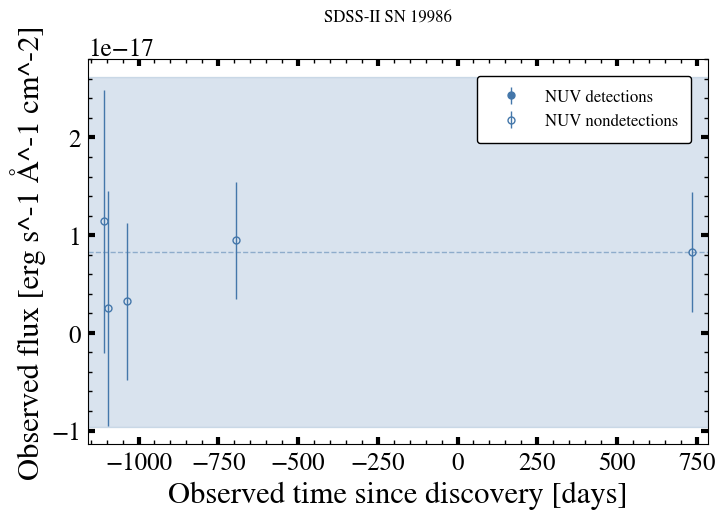 SDSS-II SN 19986
1e−17
NUV detections
NUV nondetections
2
1
0
−1
Observed flux [erg s^-1 Å^-1 cm^-2]
−1000 −750 −500 −250 0 250 500 750
Observed time since discovery [days]